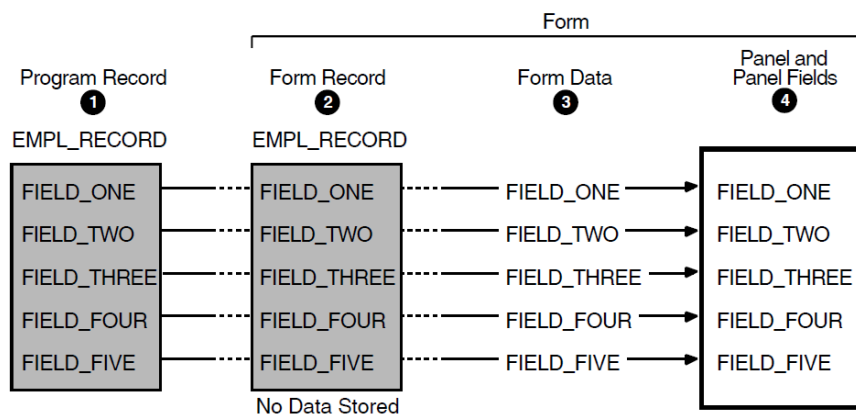 Form
Program Record
1
EMPL_RECORD
Form Record
2
EMPL_RECORD
Form Data
3
Panel and
Panel Fields
4
FIELD_ONE FIELD_ONE FIELD_ONE FIELD_ONE
FIELD_TWO FIELD_TWO FIELD_TWO FIELD_TWO
FIELD_THREE FIELD_THREE FIELD_THREE FIELD_THREE
FIELD_FOUR FIELD_FOUR FIELD_FOUR FIELD_FOUR
FIELD_FIVE FIELD_FIVE FIELD_FIVE FIELD_FIVE
No Data Stored